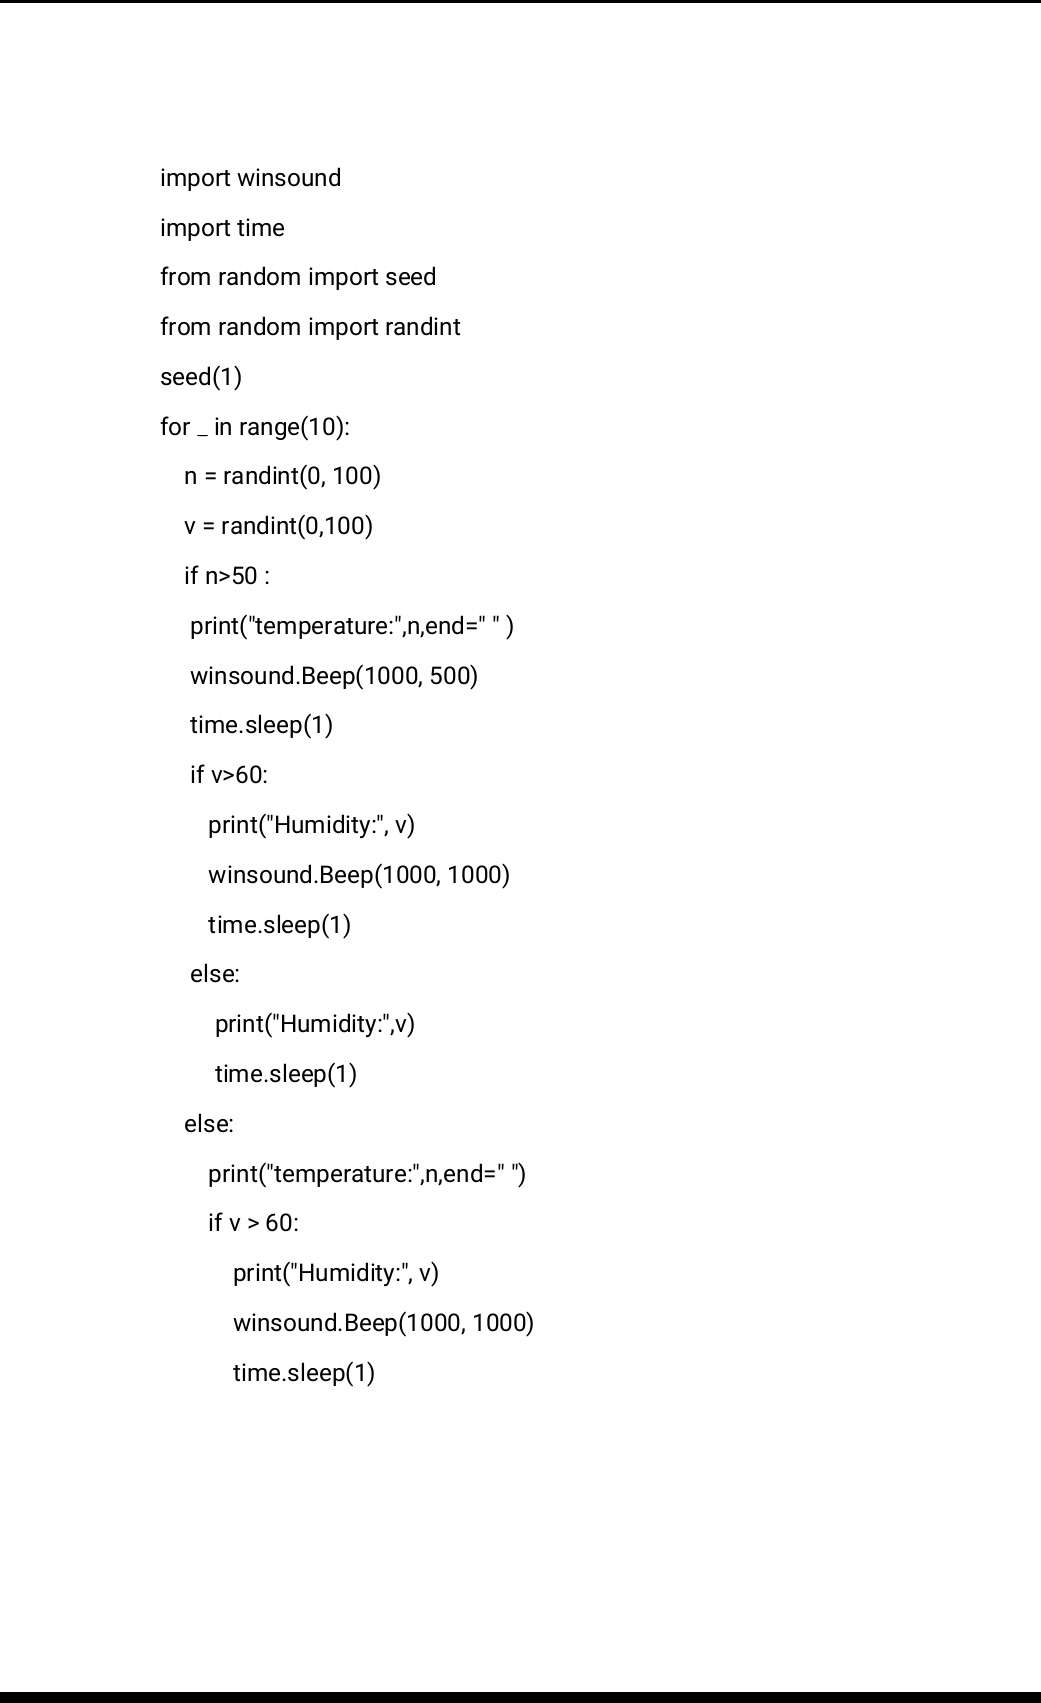 import winsound
import time
from random import seed
from random import randint
seed(1)
for _ in range(10):
    n = randint(0, 100)
    v = randint(0,100)
    if n>50 :
     print("temperature:",n,end=" " )
     winsound.Beep(1000, 500)
     time.sleep(1)
     if v>60:
        print("Humidity:", v)
        winsound.Beep(1000, 1000)
        time.sleep(1)
     else:
         print("Humidity:",v)
         time.sleep(1)
    else:
        print("temperature:",n,end=" ")
        if v > 60:
            print("Humidity:", v)
            winsound.Beep(1000, 1000)
            time.sleep(1)